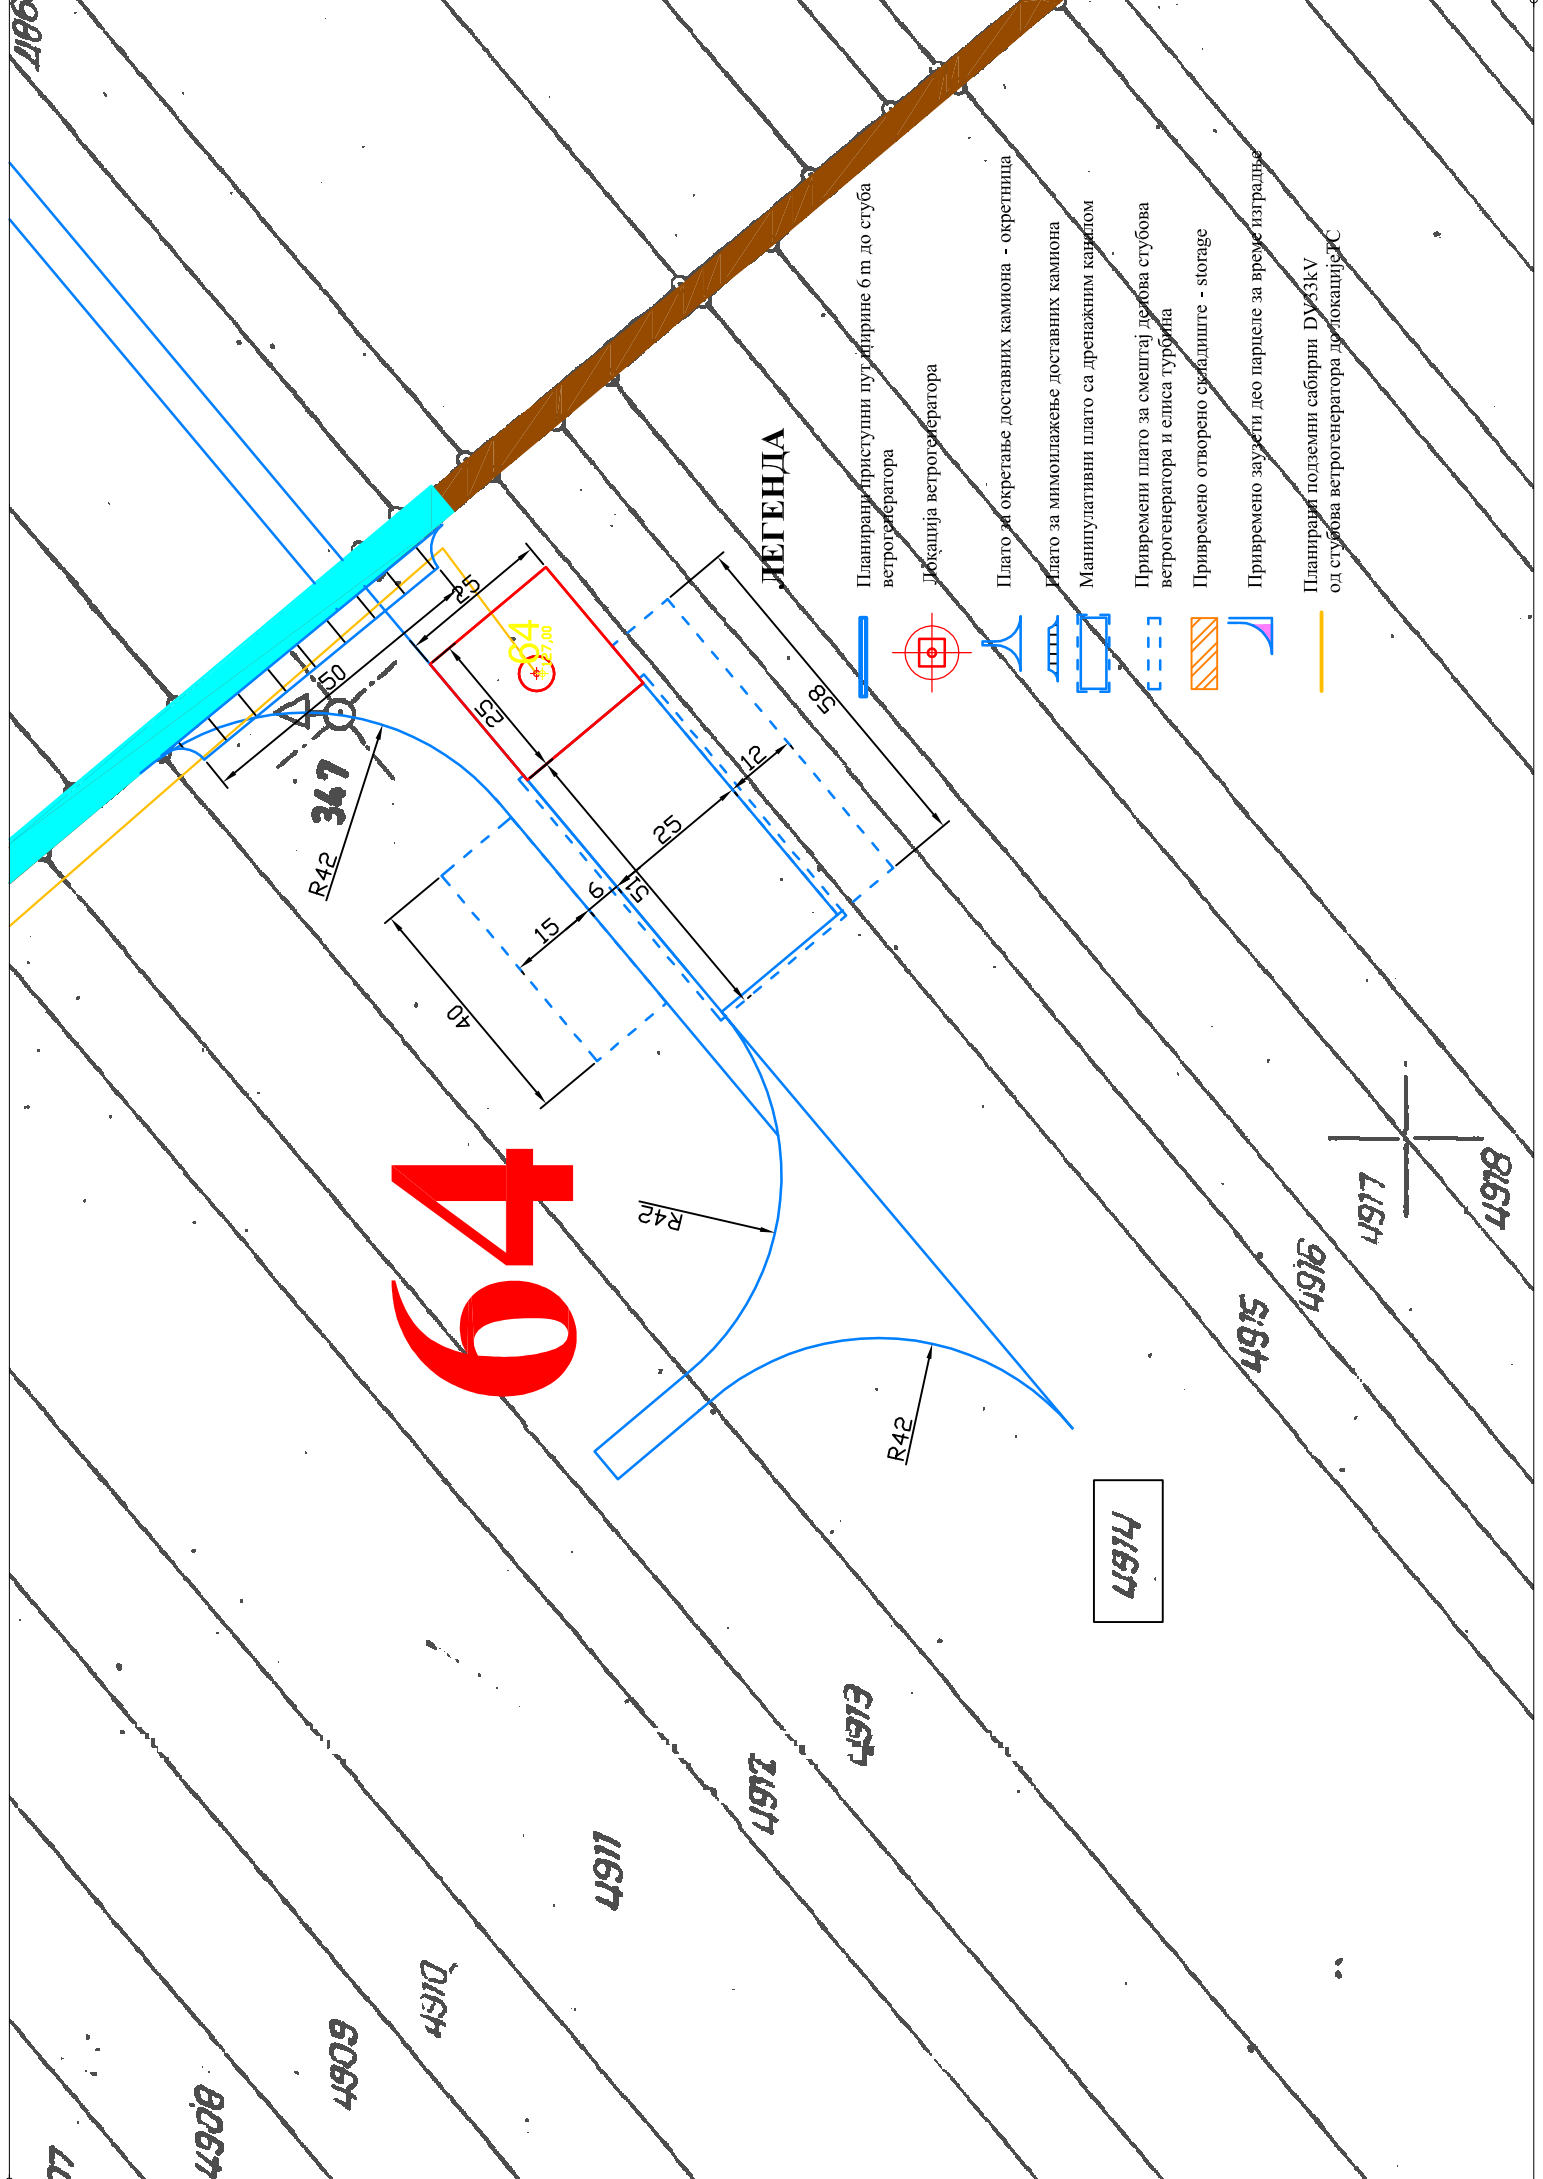 ЛЕГЕНДА
Планирани приступни пут ширине 6 m до стуба
ветрогенератора
Локација ветрогенератора
Плато за окретање доставних камиона - окретница
Плато за мимоилажење доставних камиона
Манипулативни плато са дренажним каналом
Привремени плато за смештај делова стубова
ветрогенератора и елиса турбина
Привремено отворено складиште - storage
Привремено заузети део парцеле за време изградње
Планирани подземни сабирни DV33kV
од стубова ветрогенератора до локацијеТС
64
64
347
R42
R42
R42
50
25
25
51
25
12
58
6
15
40
4908
4909
4910
4911
4912
4913
4914
4915
4916
4917
4918